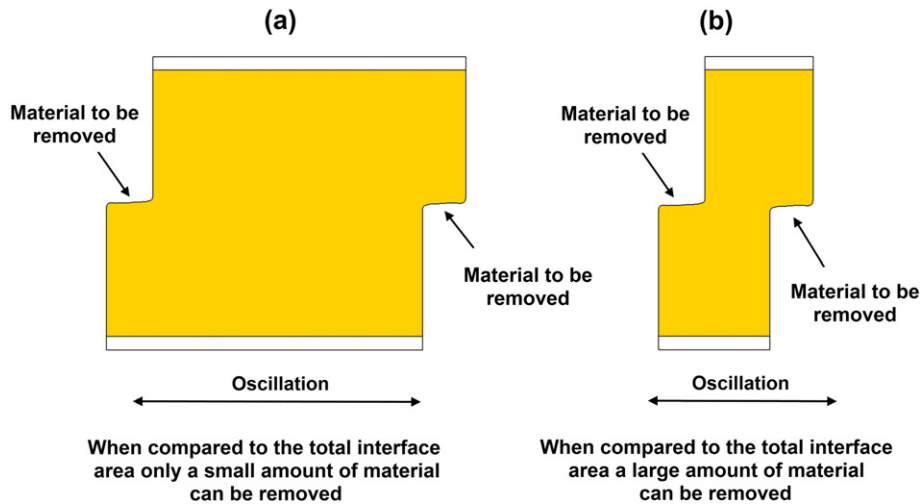 (a)
Material to be
removed
Material to be
removed
Oscillation
When compared to the total interface
area only a small amount of material
can be removed
(b)
Material to be
removed
Material to be
removed
Oscillation
When compared to the total interface
area a large amount of material
can be removed